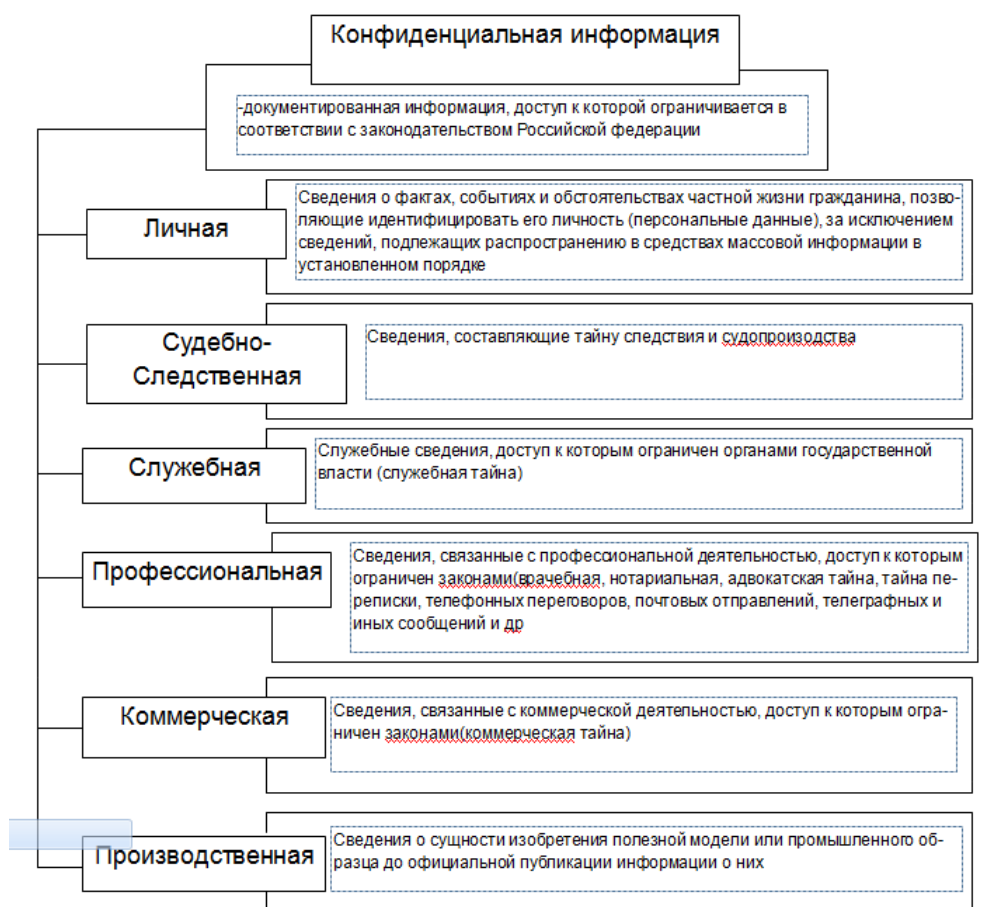 Конфиденциальная информация
-документированная информация, доступ к которой ограничивается в
соответствии с законодательством Российской федерации
Личная
Сведения о фактах, событиях и обстоятельствах частной жизни гражданина, позво-
ляющие идентифицировать его личность (персональные данные), за исключением
сведений, подлежащих распространению в средствах массовой информации в
установленном порядке
Судебно-
Следственная
Сведения, составляющие тайну следствия и судопроизодства
Служебная
Служебные сведения, доступ к которым ограничен органами государственной
власти (служебная тайна)
Профессиональная
Сведения, связанные с профессиональной деятельностью, доступ к которым
ограничен законами(врачебная, нотариальная, адвокатская тайна, тайна пе-
реписки, телефонных переговоров, почтовых отправлений, телеграфных и
иных сообщений и др
Коммерческая
Сведения, связанные с коммерческой деятельностью, доступ к которым огра-
ничен законами(коммерческая тайна)
Производственная
Сведения о сущности изобретения полезной модели или промышленного об-
разца до официальной публикации информации о них